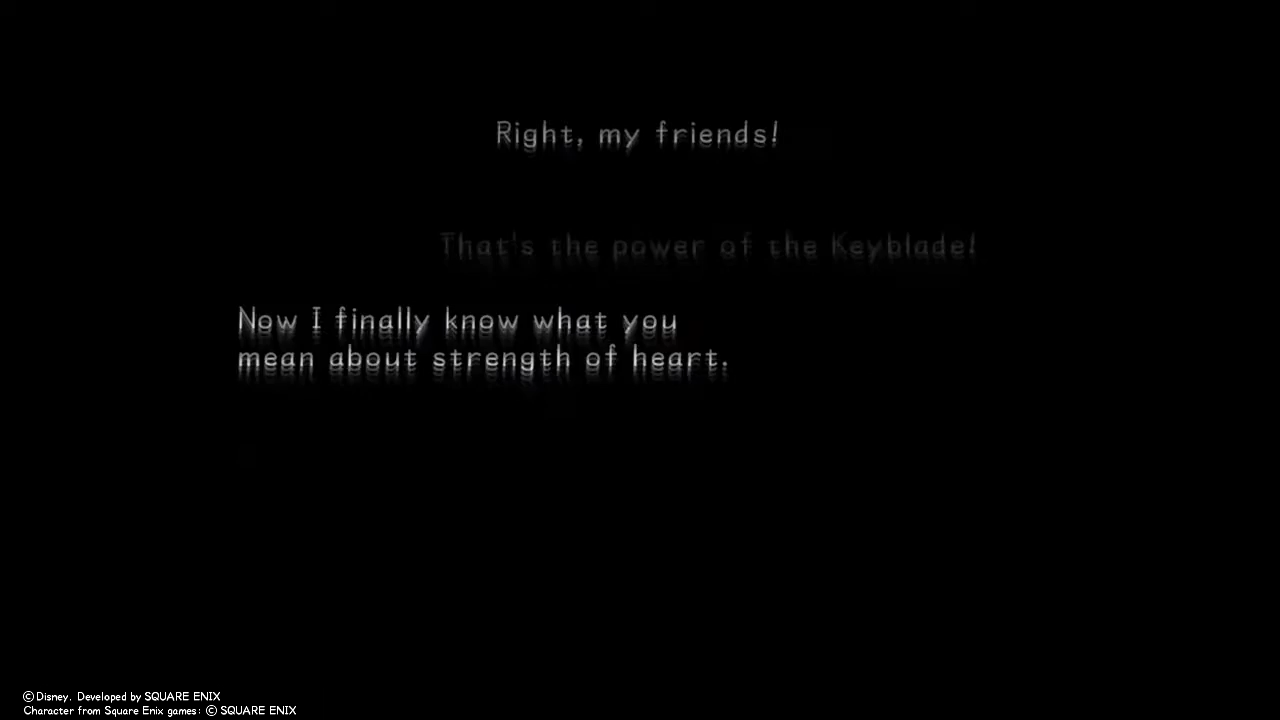 Right, my friends!
That's the power of the Keyblade!
Now I finally know what you
mean about strength of heart.
©Disney. Developed by SQUARE ENIX
Character from Square Enix games: © SQUARE ENIX